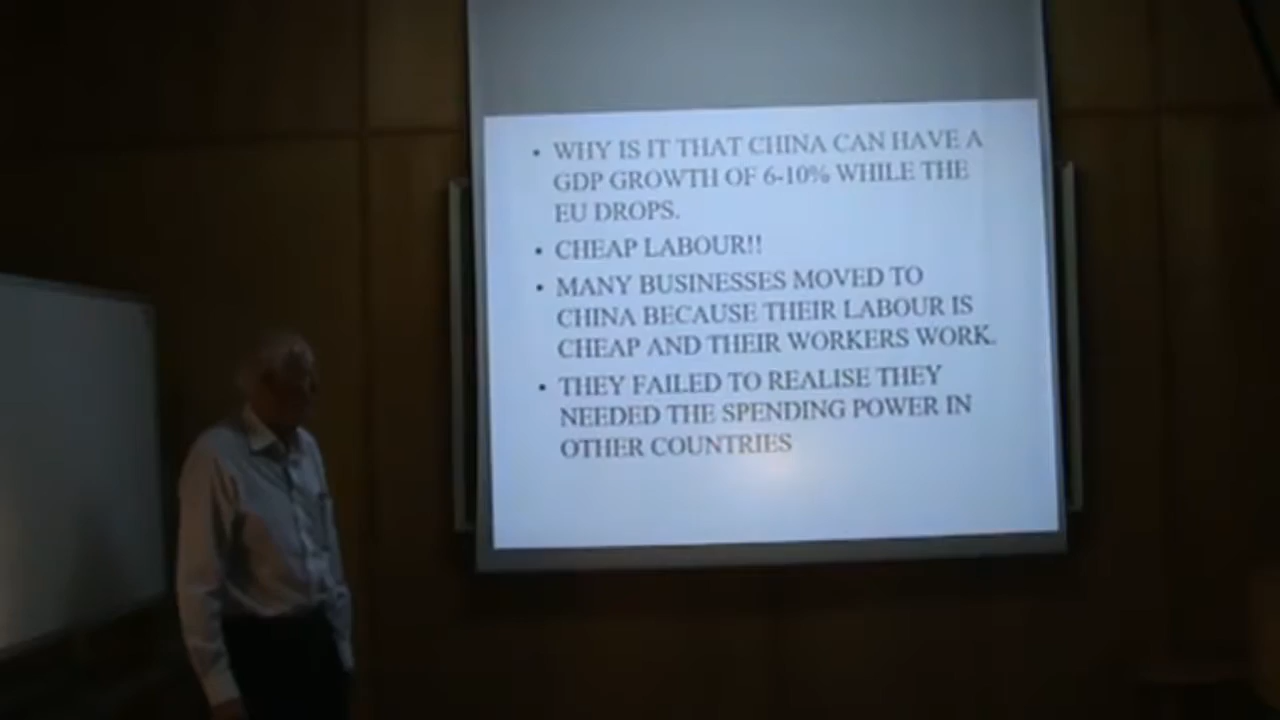 • WHY IS IT THAT CHINA CAN HAVE A
GDP GROWTH OF 6-10% WHILE THE
EU DROPS.
• CHEAP LABOUR!!
• MANY BUSINESSES MOVED TO
CHINA BECAUSE THEIR LABOUR IS
CHEAP AND THEIR WORKERS WORK.
• THEY FAILED TO REALISE THEY
NEEDED THE SPENDING POWER IN
OTHER COUNTRIES